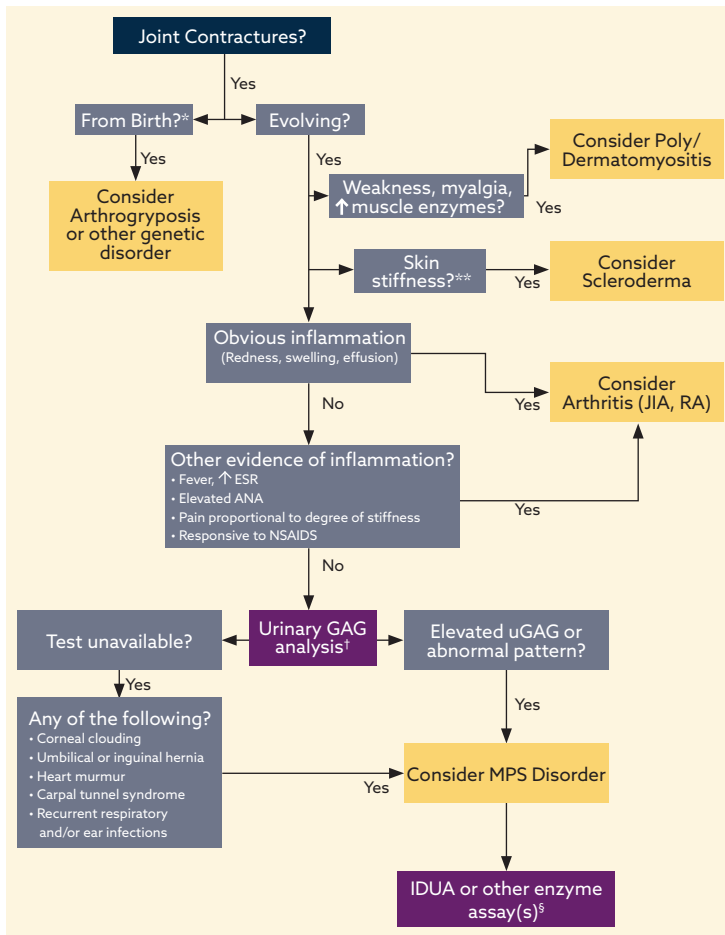 Joint Contractures?
Yes
From Birth?*
Evolving?
Yes
Yes
Consider
Arthrogryposis
or other genetic
disorder
Weakness, myalgia,
↑ muscle enzymes?
Yes
Consider Poly/
Dermatomyositis
Skin
stiffness?**
Yes
Consider
Scleroderma
Obvious inflammation
(Redness, swelling, effusion)
Yes
Consider
Arthritis (JIA, RA)
No
Other evidence of inflammation?
• Fever, ↑ ESR
• Elevated ANA
• Pain proportional to degree of stiffness
• Responsive to NSAIDS
Yes
No
Urinary GAG
analysis†
Test unavailable?
Elevated uGAG or
abnormal pattern?
Yes
Yes
Any of the following?
• Corneal clouding
• Umbilical or inguinal hernia
• Heart murmur
• Carpal tunnel syndrome
• Recurrent respiratory
and/or ear infections
Yes
Consider MPS Disorder
IDUA or other enzyme
assay(s)§